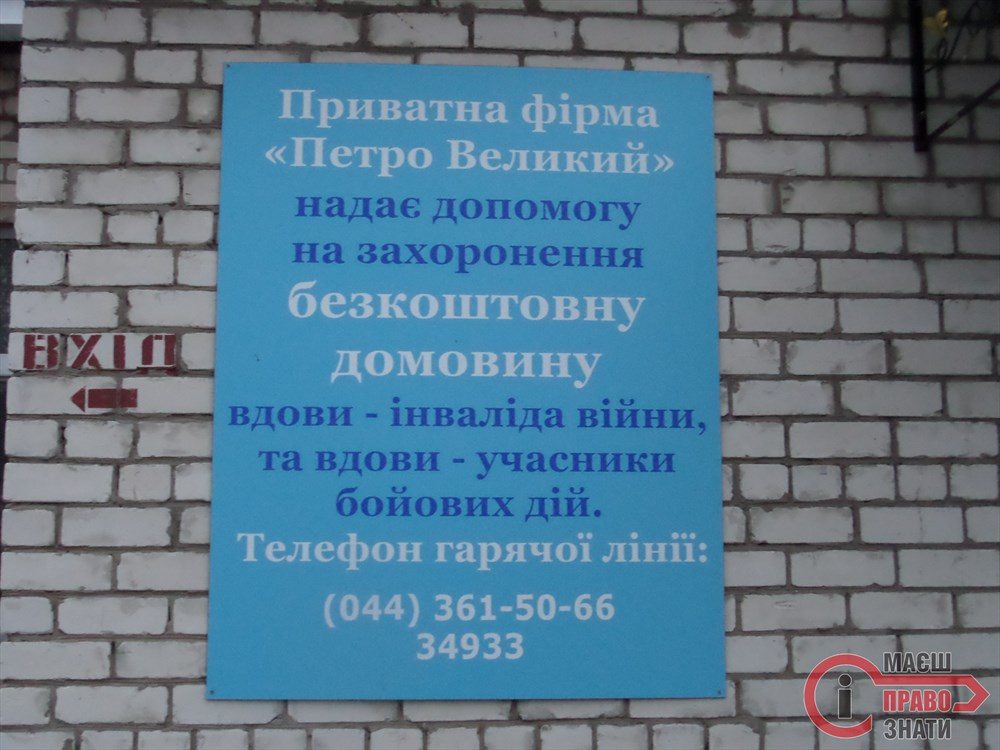 Приватна фірма
«Петро Великий»
надає допомогу
на захоронення
безкоштовну
домовину
вдови - інваліда війни,
та вдови - учасники
бойових дій.
Телефон гарячої лінії:
(044) 361-50-66
34933
ВХІД
МАЄШ
ПРАВО
ЗНАТИ
і